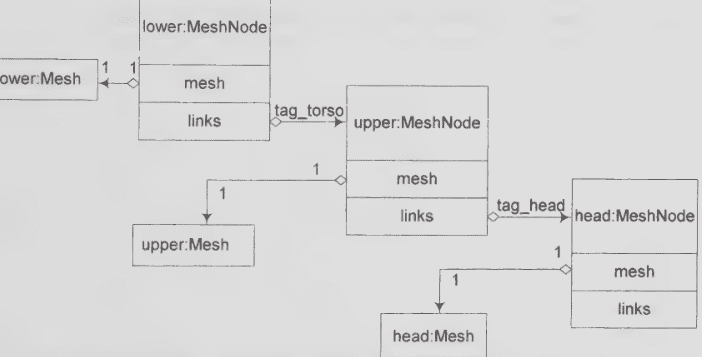 lower:MeshNode
ower:Mesh
1
1
mesh
links
tag_torso
upper:MeshNode
1
mesh
1
links
tag_head
head:MeshNode
upper:Mesh
1
mesh
1
links
head:Mesh